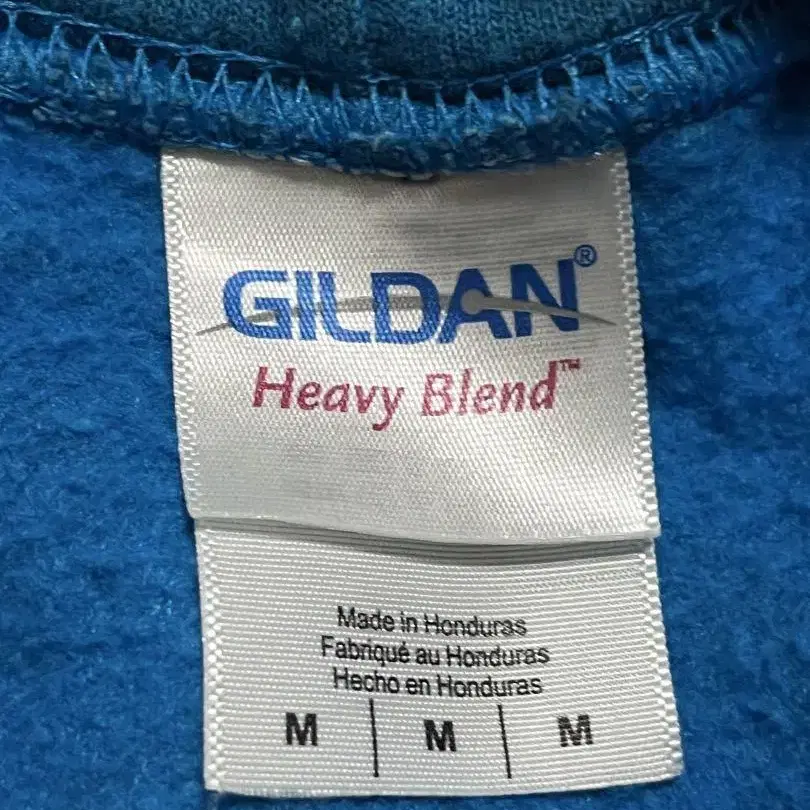 GILDAN®
Heavy Blend™
Made in Honduras
Fabriqué au Honduras
Hecho en Honduras
M | M | M